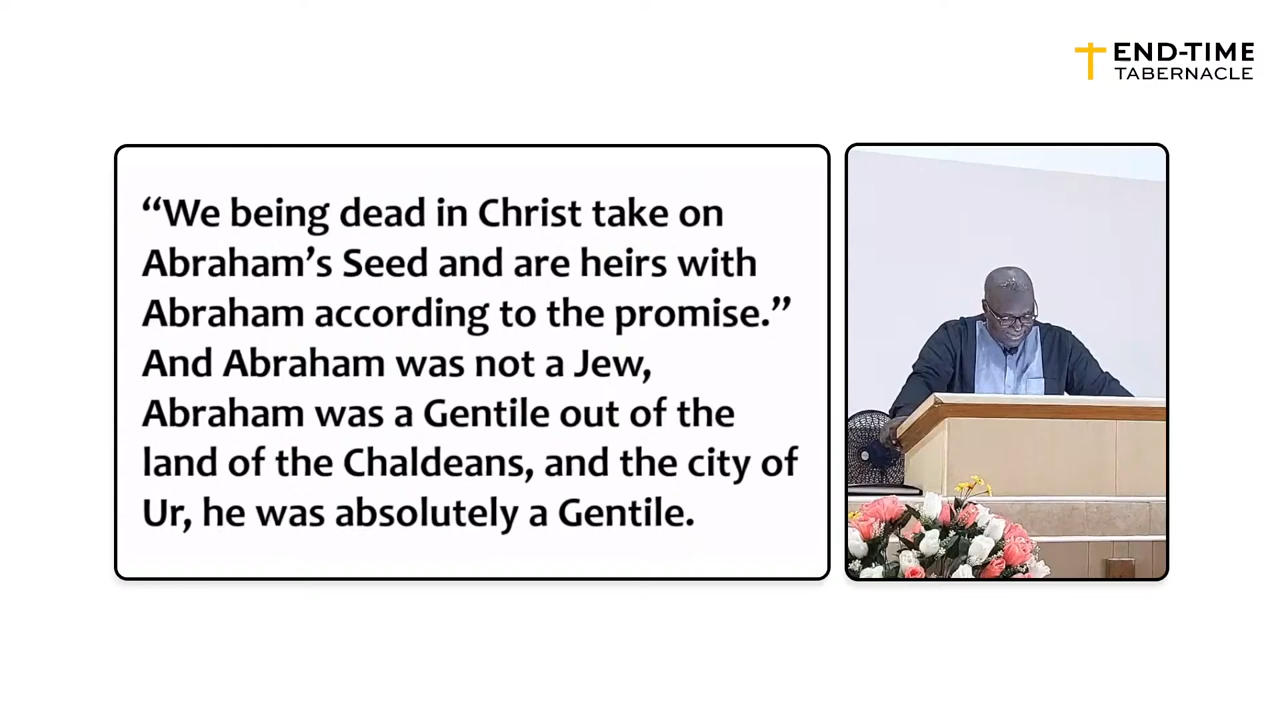 END-TIME
TABERNACLE
“We being dead in Christ take on
Abraham’s Seed and are heirs with
Abraham according to the promise.”
And Abraham was not a Jew,
Abraham was a Gentile out of the
land of the Chaldeans, and the city of
Ur, he was absolutely a Gentile.